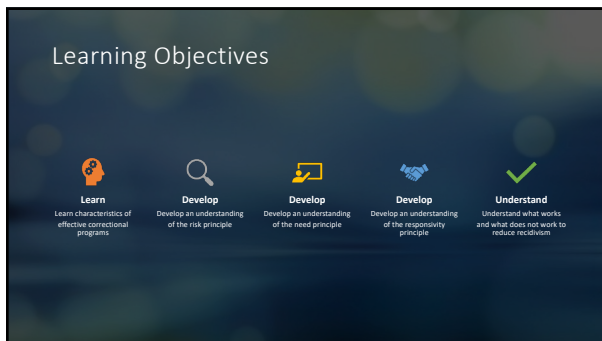 Learning Objectives
Learn
Learn characteristics of
effective correctional
programs
Develop
Develop an understanding
of the risk principle
Develop
Develop an understanding
of the need principle
Develop
Develop an understanding
of the responsivity
principle
Understand
Understand what works
and what does not work to
reduce recidivism